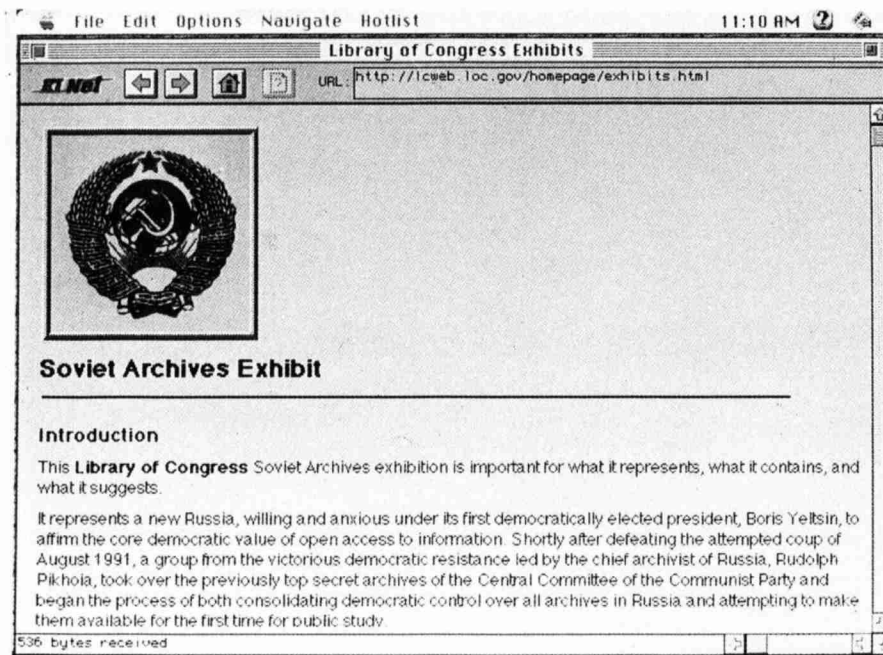 File Edit Options Navigate Hotlist 11:10 AM
Library of Congress Exhibits
URL: http://lcweb.loc.gov/homepage/exhibits.html
Soviet Archives Exhibit
Introduction
This Library of Congress Soviet Archives exhibition is important for what it represents, what it contains, and
what it suggests.
It represents a new Russia, willing and anxious under its first democratically elected president, Boris Yeltsin, to
affirm the core democratic value of open access to information. Shortly after defeating the attempted coup of
August 1991, a group from the victorious democratic resistance led by the chief archivist of Russia, Rudolph
Pikhoia, took over the previously top secret archives of the Central Committee of the Communist Party and
began the process of both consolidating democratic control over all archives in Russia and attempting to make
them available for the first time for public study.
536 bytes received